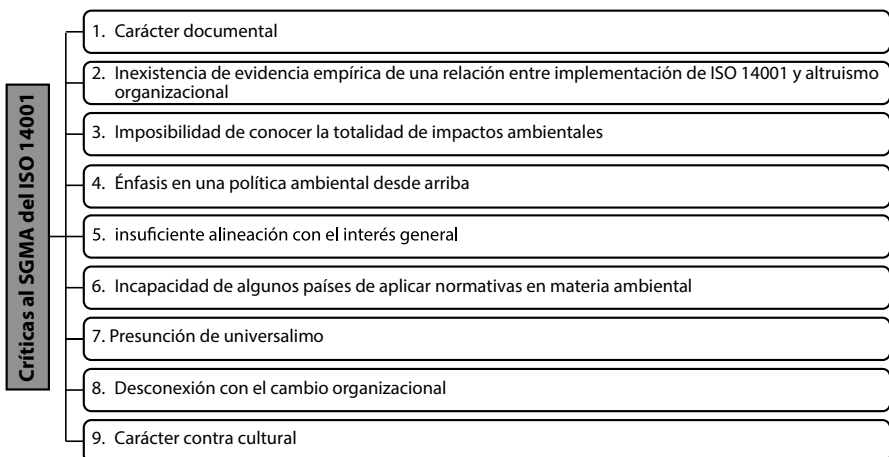 Críticas al SGMA del ISO 14001
1. Carácter documental
2. Inexistencia de evidencia empírica de una relación entre implementación de ISO 14001 y altruismo
organizacional
3. Imposibilidad de conocer la totalidad de impactos ambientales
4. Énfasis en una política ambiental desde arriba
5. insuficiente alineación con el interés general
6. Incapacidad de algunos países de aplicar normativas en materia ambiental
7. Presunción de universalimo
8. Desconexión con el cambio organizacional
9. Carácter contra cultural